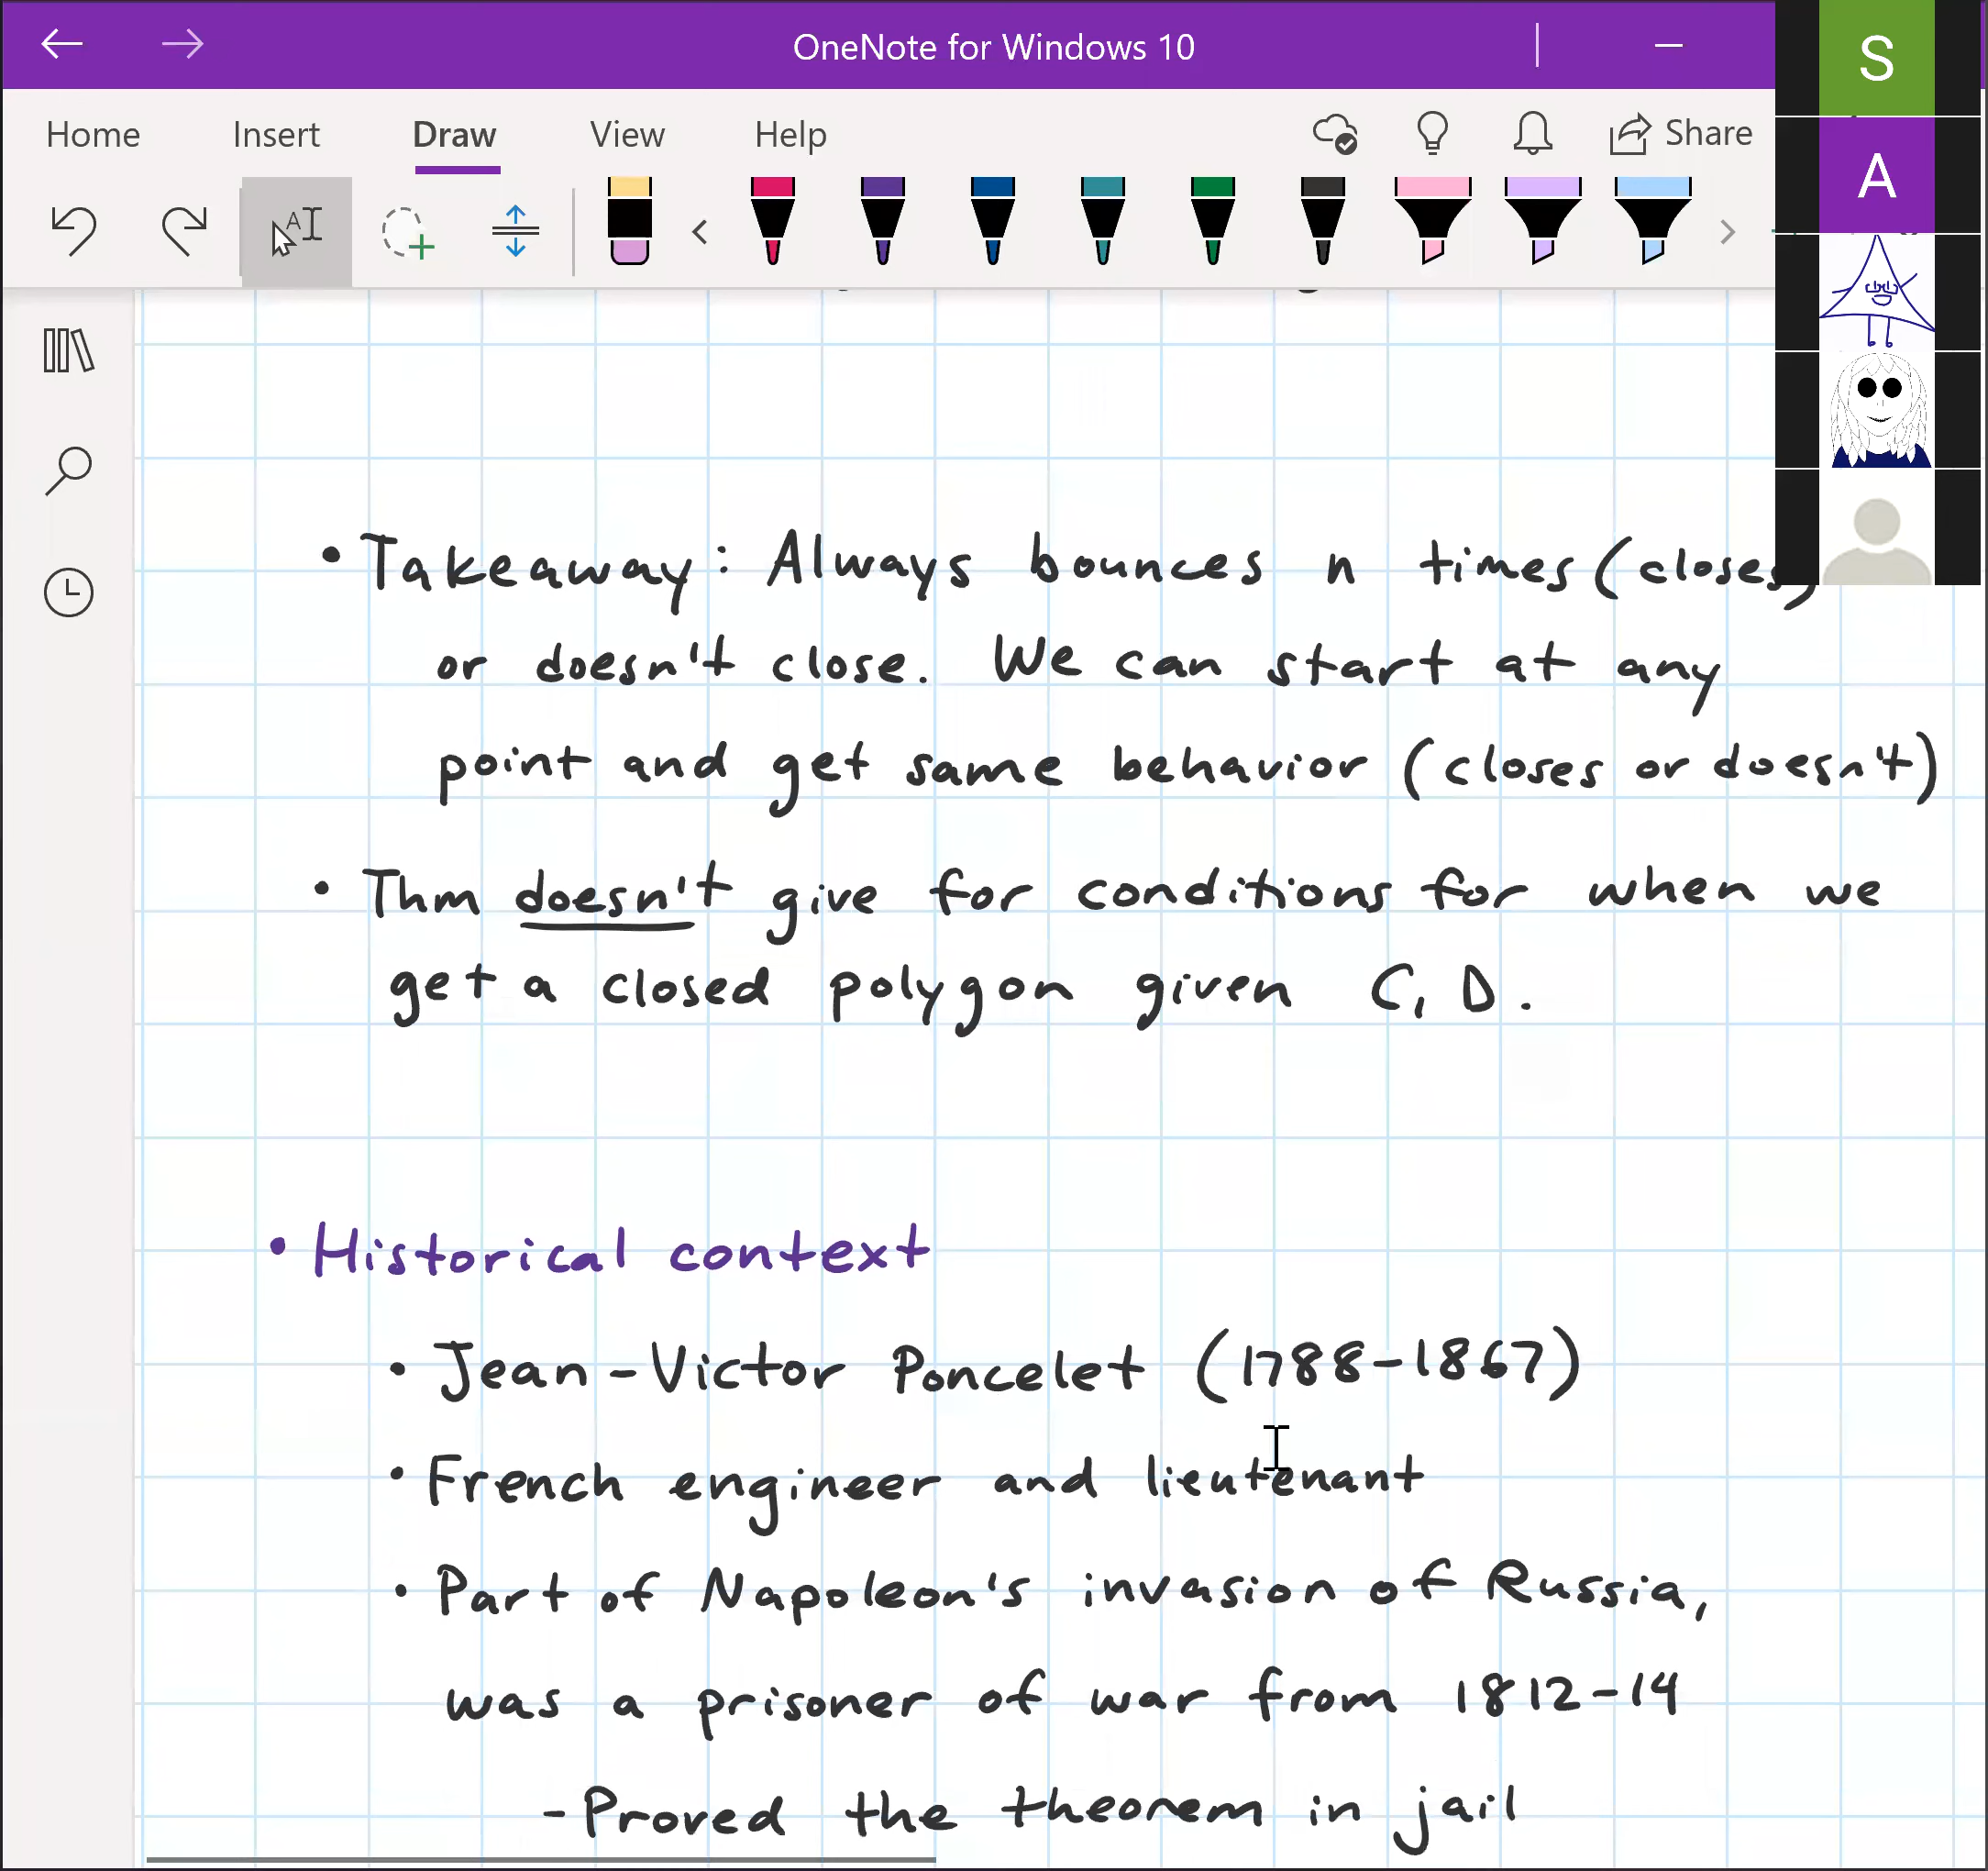 OneNote for Windows 10
S
Home Insert Draw View Help Share
A
• Takeaway: Always bounces n times (closes)
or doesn't close. We can start at any
point and get same behavior (closes or doesn't)
• Thm doesn't give for conditions for when we
get a closed polygon given C, D.
• Historical context
• Jean-Victor Poncelet (1788-1867)
• French engineer and lieutenant
• Part of Napoleon's invasion of Russia,
was a prisoner of war from 1812-14
- Proved the theorem in jail